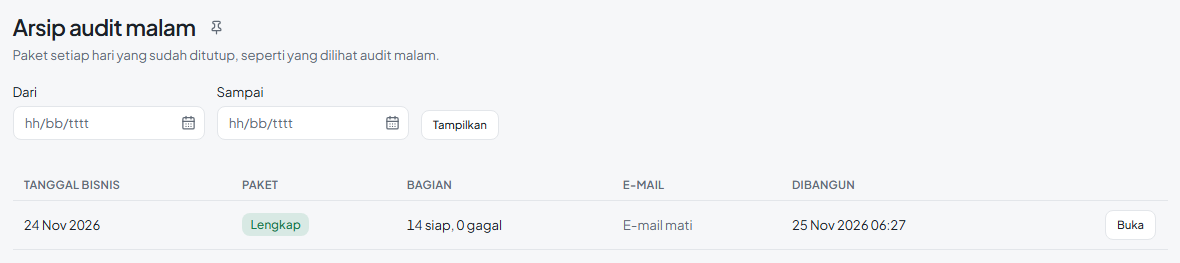 Arsip audit malam
Paket setiap hari yang sudah ditutup, seperti yang dilihat audit malam.
Dari Sampai
hh/bb/tttt hh/bb/tttt Tampilkan
TANGGAL BISNIS PAKET BAGIAN E-MAIL DIBANGUN
24 Nov 2026 Lengkap 14 siap, 0 gagal E-mail mati 25 Nov 2026 06:27 Buka